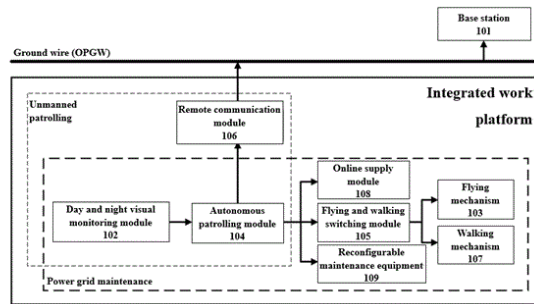 Base station
101
Ground wire (OPGW)
Unmanned
patrolling
Remote communication
module
106
Integrated work
platform
Online supply
module
108
Flying
mechanism
103
Day and night visual
monitoring module
102
Autonomous
patrolling module
104
Flying and walking
switching module
105
Walking
mechanism
107
Reconfigurable
maintenance equipment
109
Power grid maintenance